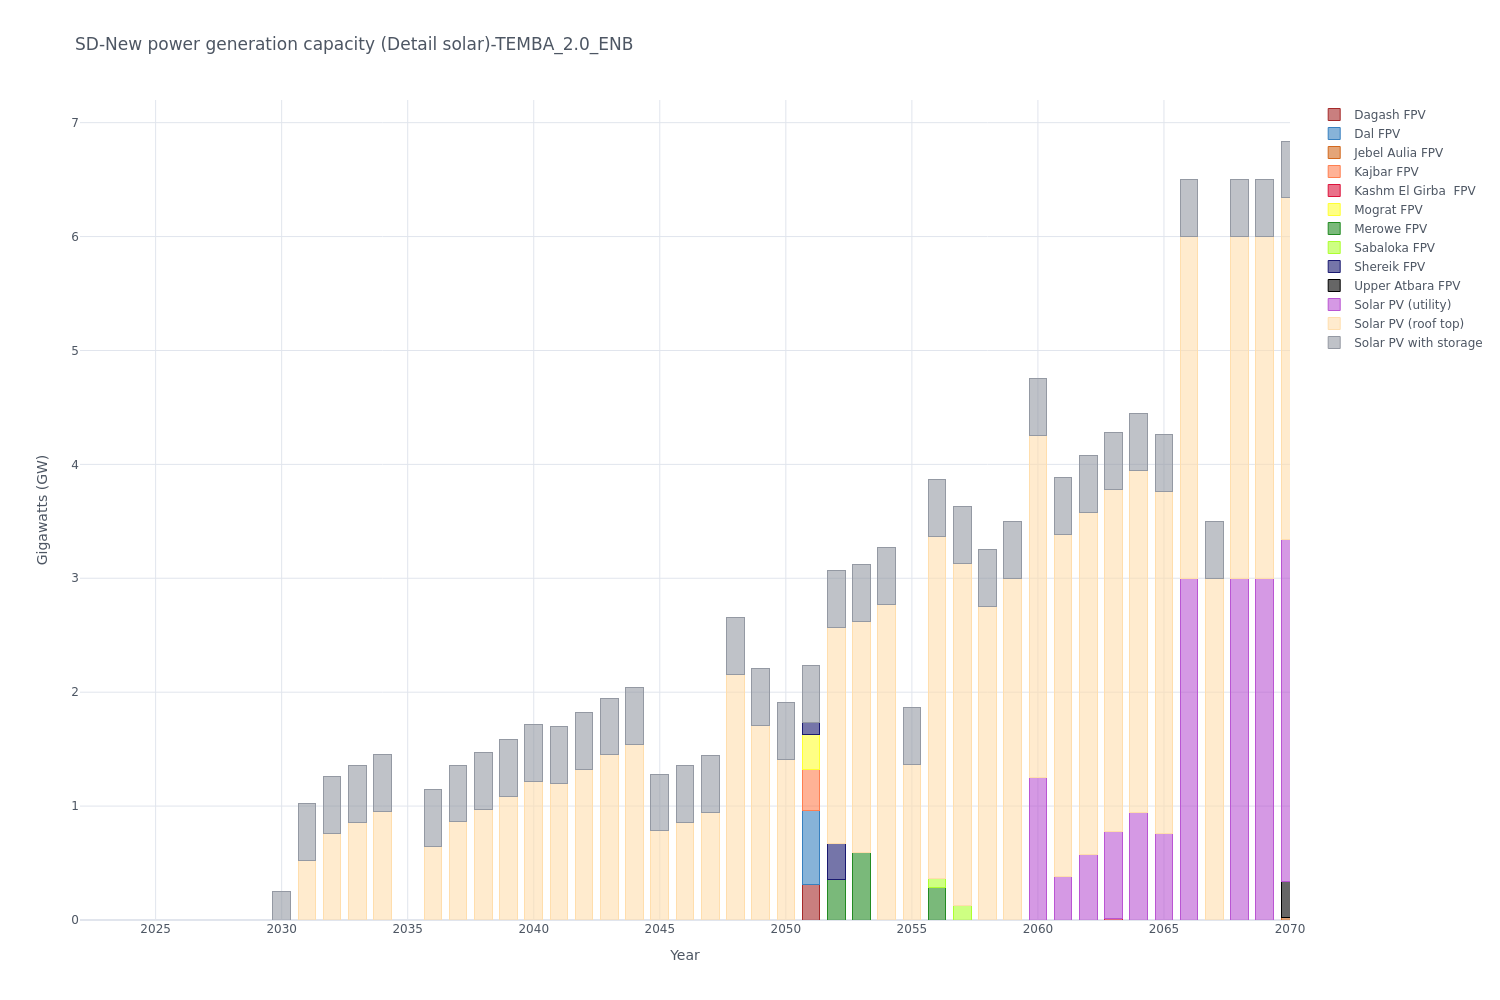 SD-New power generation capacity (Detail solar)-TEMBA_2.0_ENB
Gigawatts (GW)
7
6
5
4
3
2
1
0
2025
2030
2035
2040
2045
2050
2055
2060
2065
2070
Year
Dagash FPV
Dal FPV
Jebel Aulia FPV
Kajbar FPV
Kashm El Girba  FPV
Mograt FPV
Merowe FPV
Sabaloka FPV
Shereik FPV
Upper Atbara FPV
Solar PV (utility)
Solar PV (roof top)
Solar PV with storage